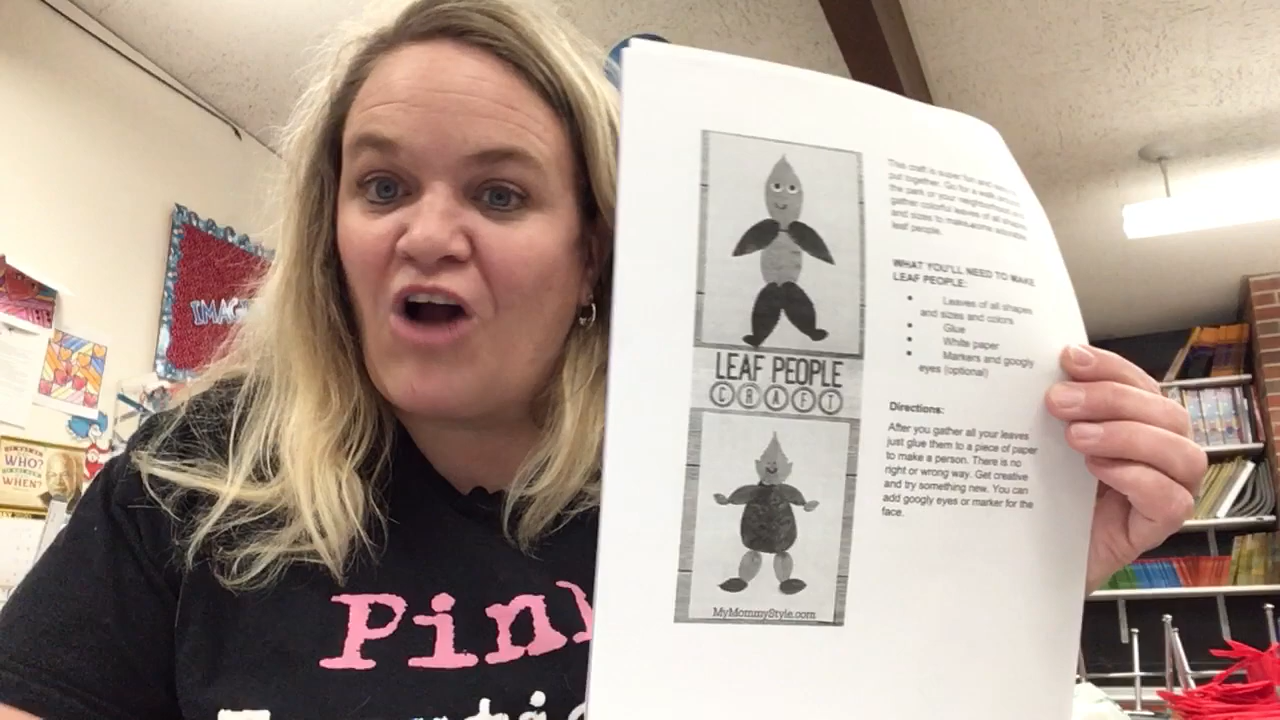 IMAG
IT WAS WE
WHO?
WHEN?
Pink
LEAF PEOPLE
CRAFT
MyMommyStyle.com
This craft is super fun and
put together. Go for a walk around
the park or your neighborhood and
gather colorful leaves of all shapes
and sizes to make some adorable
leaf people.
WHAT YOU'LL NEED TO MAKE
LEAF PEOPLE:
• Leaves of all shapes
and sizes and colors
• Glue
• White paper
• Markers and googly
eyes (optional)
Directions:
After you gather all your leaves
just glue them to a piece of paper
to make a person. There is no
right or wrong way. Get creative
and try something new. You can
add googly eyes or marker for the
face.